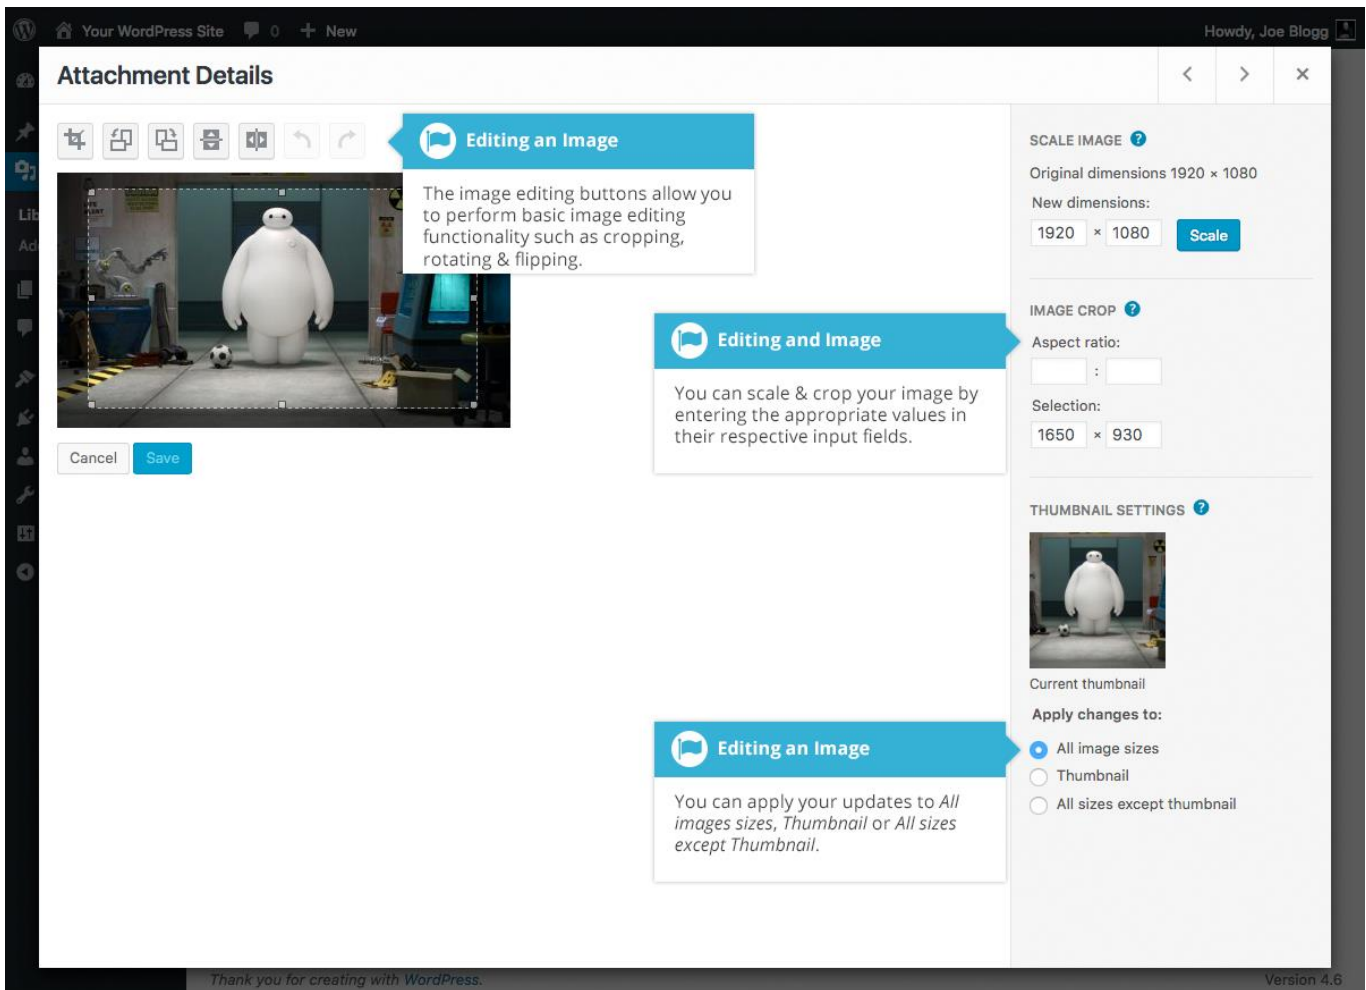 Your WordPress Site 0 + New
Howdy, Joe Blogg
Attachment Details
Lib
Ad
Editing an Image
The image editing buttons allow you
to perform basic image editing
functionality such as cropping,
rotating & flipping.
Cancel
Save
Editing and Image
You can scale & crop your image by
entering the appropriate values in
their respective input fields.
Editing an Image
You can apply your updates to All
images sizes, Thumbnail or All sizes
except Thumbnail.
SCALE IMAGE ?
Original dimensions 1920 × 1080
New dimensions:
1920 × 1080 Scale
IMAGE CROP ?
Aspect ratio:
:
Selection:
1650 × 930
THUMBNAIL SETTINGS ?
Current thumbnail
Apply changes to:
All image sizes
Thumbnail
All sizes except thumbnail
Thank you for creating with WordPress.
Version 4.6